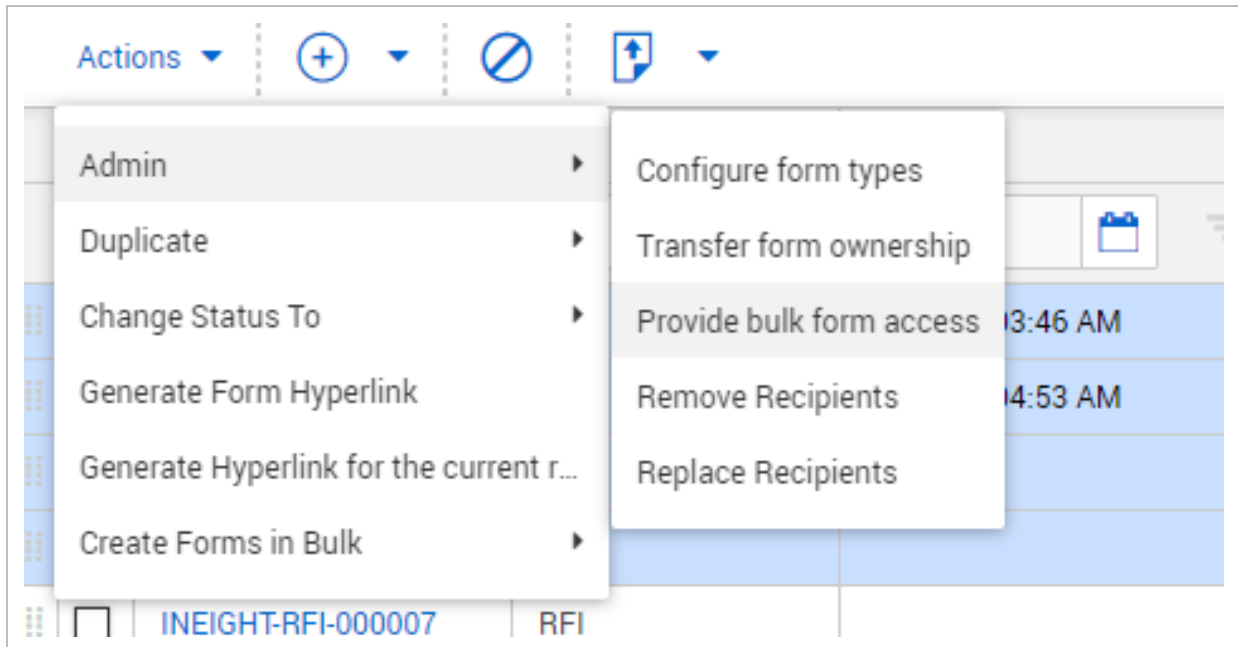 Actions
Admin
Duplicate
Change Status To
Generate Form Hyperlink
Generate Hyperlink for the current r...
Create Forms in Bulk
Configure form types
Transfer form ownership
Provide bulk form access
Remove Recipients
Replace Recipients
3:46 AM
4:53 AM
INEIGHT-RFI-000007 RFI